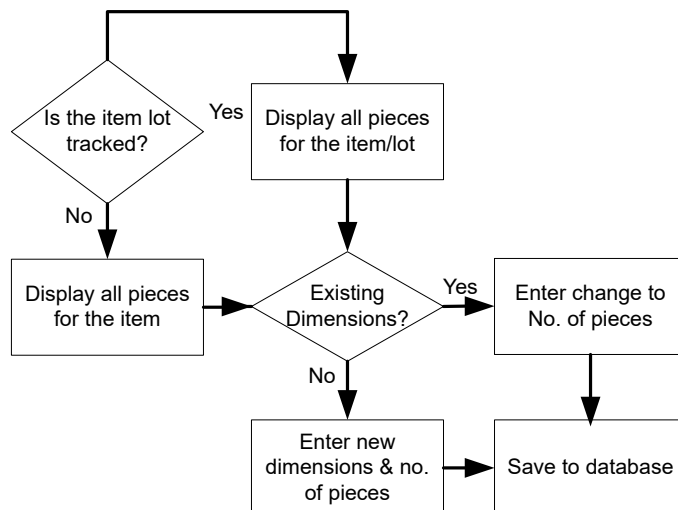 Is the item lot
tracked?
Yes
Display all pieces
for the item/lot
No
Display all pieces
for the item
Existing
Dimensions?
Yes
Enter change to
No. of pieces
No
Enter new
dimensions & no.
of pieces
Save to database